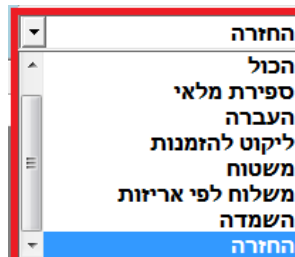 החזרה
הכול
ספירת מלאי
העברה
ליקוט להזמנות
משטוח
משלוח לפי אריזות
השמדה
החזרה